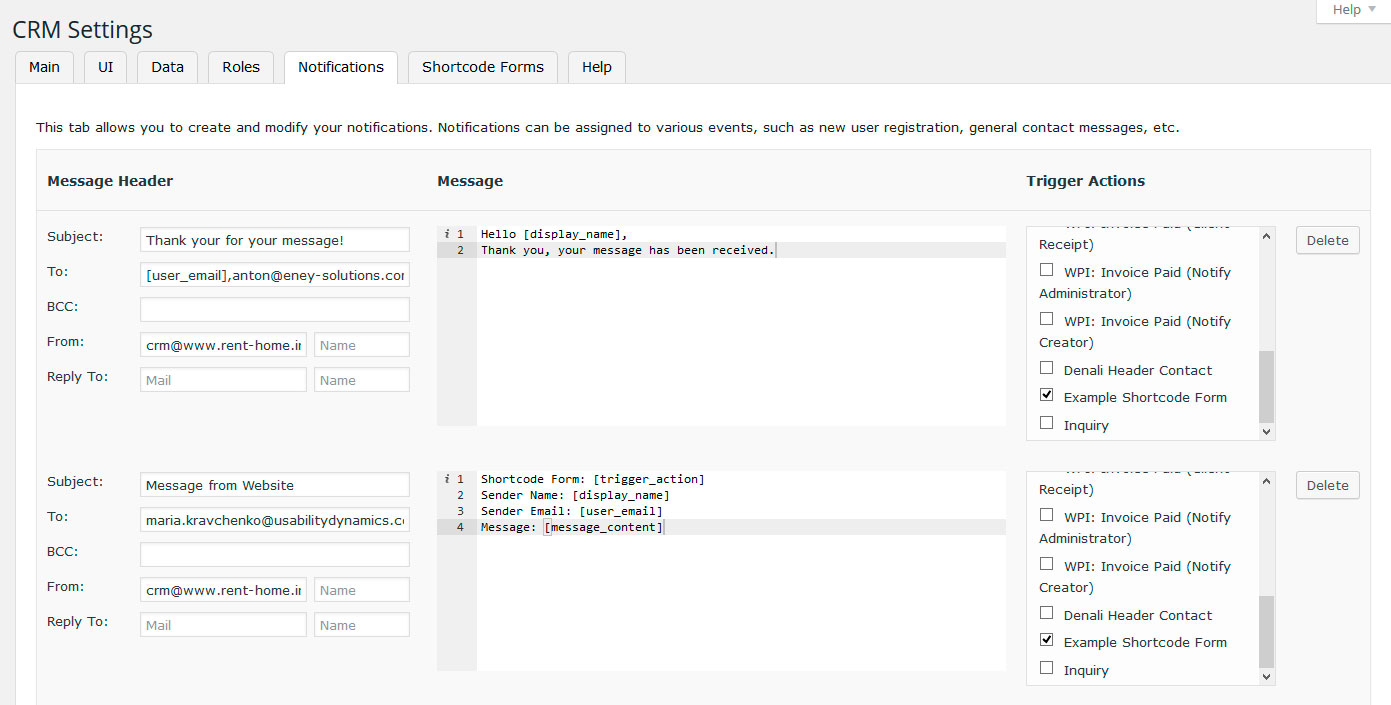 Help
CRM Settings
Main UI Data Roles Notifications Shortcode Forms Help
This tab allows you to create and modify your notifications. Notifications can be assigned to various events, such as new user registration, general contact messages, etc.
Message Header Message Trigger Actions
Subject: Thank your for your message!
To: [user_email],anton@eney-solutions.cor
BCC:
From: crm@www.rent-home.ir Name
Reply To: Mail Name
i 1 Hello [display_name],
2 Thank you, your message has been received.
Receipt)
WPI: Invoice Paid (Notify
Administrator)
WPI: Invoice Paid (Notify
Creator)
Denali Header Contact
Example Shortcode Form
Inquiry
Delete
Subject: Message from Website
To: maria.kravchenko@usabilitydynamics.c
BCC:
From: crm@www.rent-home.ir Name
Reply To: Mail Name
i 1 Shortcode Form: [trigger_action]
2 Sender Name: [display_name]
3 Sender Email: [user_email]
4 Message: [message_content]
Receipt)
WPI: Invoice Paid (Notify
Administrator)
WPI: Invoice Paid (Notify
Creator)
Denali Header Contact
Example Shortcode Form
Inquiry
Delete